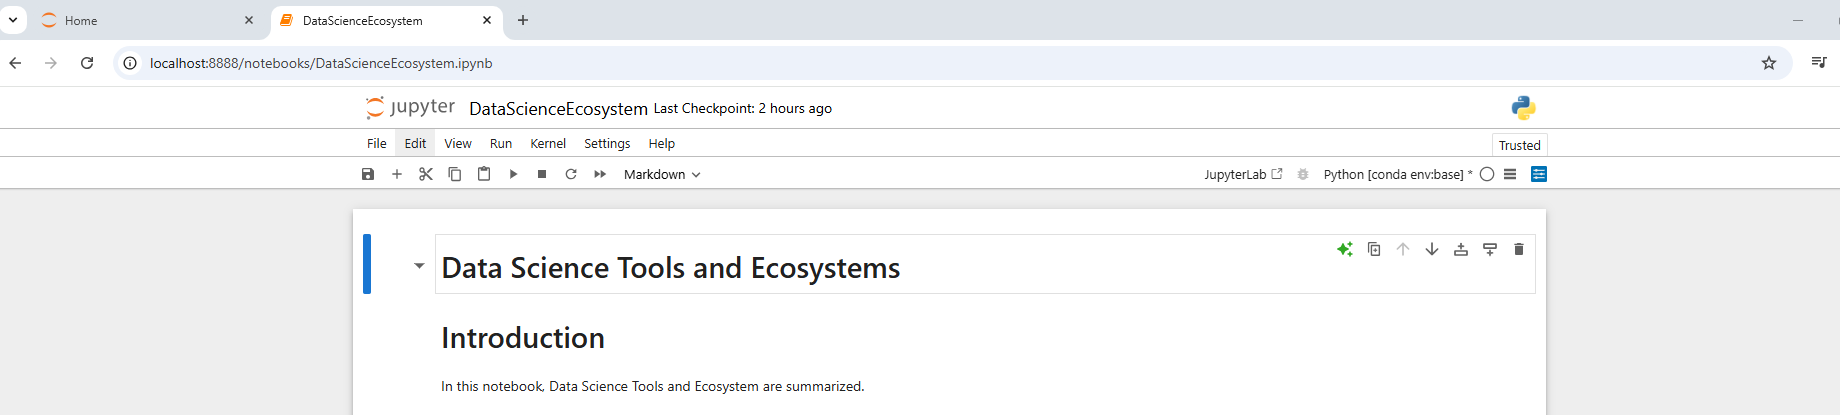 Home
DataScienceEcosystem
localhost:8888/notebooks/DataScienceEcosystem.ipynb
jupyter DataScienceEcosystem Last Checkpoint: 2 hours ago
File Edit View Run Kernel Settings Help Trusted
Markdown JupyterLab Python [conda env:base] *
Data Science Tools and Ecosystems
Introduction
In this notebook, Data Science Tools and Ecosystem are summarized.